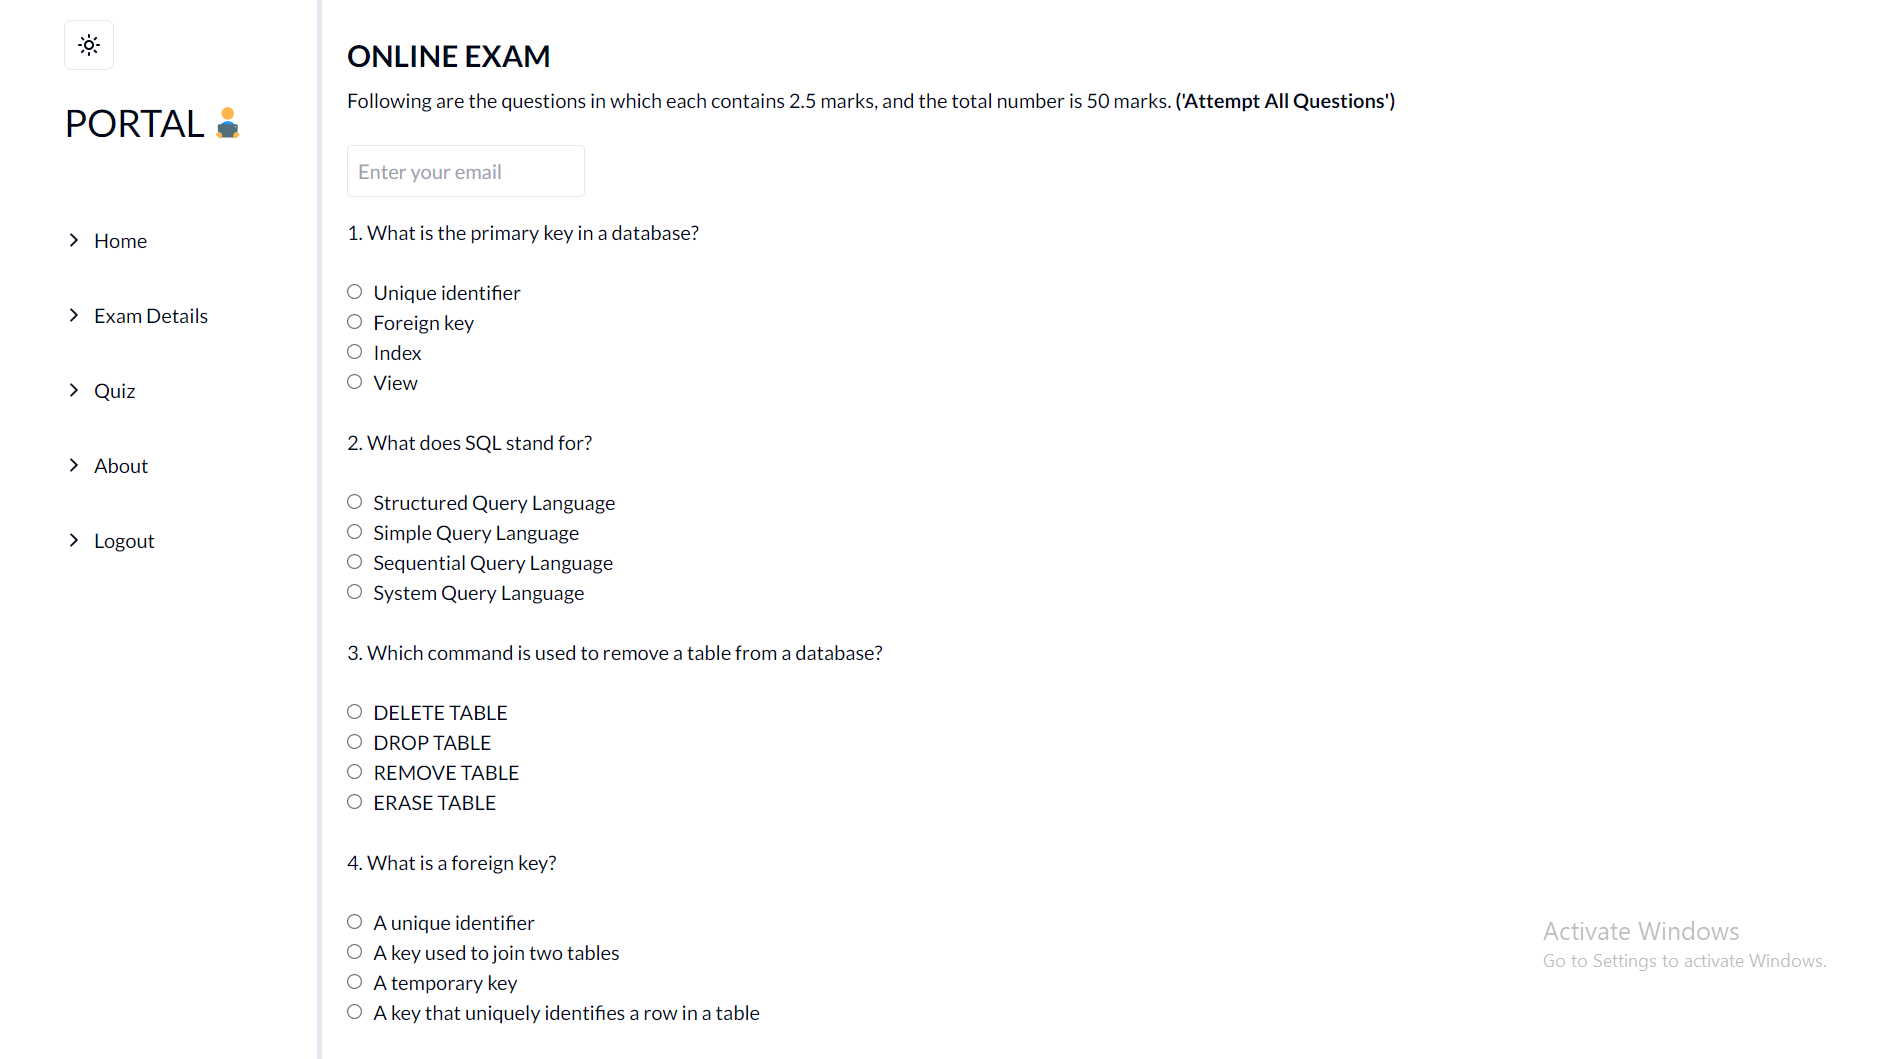 PORTAL
Home
Exam Details
Quiz
About
Logout
ONLINE EXAM
Following are the questions in which each contains 2.5 marks, and the total number is 50 marks. ('Attempt All Questions')
Enter your email
1. What is the primary key in a database?
Unique identifier
Foreign key
Index
View
2. What does SQL stand for?
Structured Query Language
Simple Query Language
Sequential Query Language
System Query Language
3. Which command is used to remove a table from a database?
DELETE TABLE
DROP TABLE
REMOVE TABLE
ERASE TABLE
4. What is a foreign key?
A unique identifier
A key used to join two tables
A temporary key
A key that uniquely identifies a row in a table
Activate Windows
Go to Settings to activate Windows.